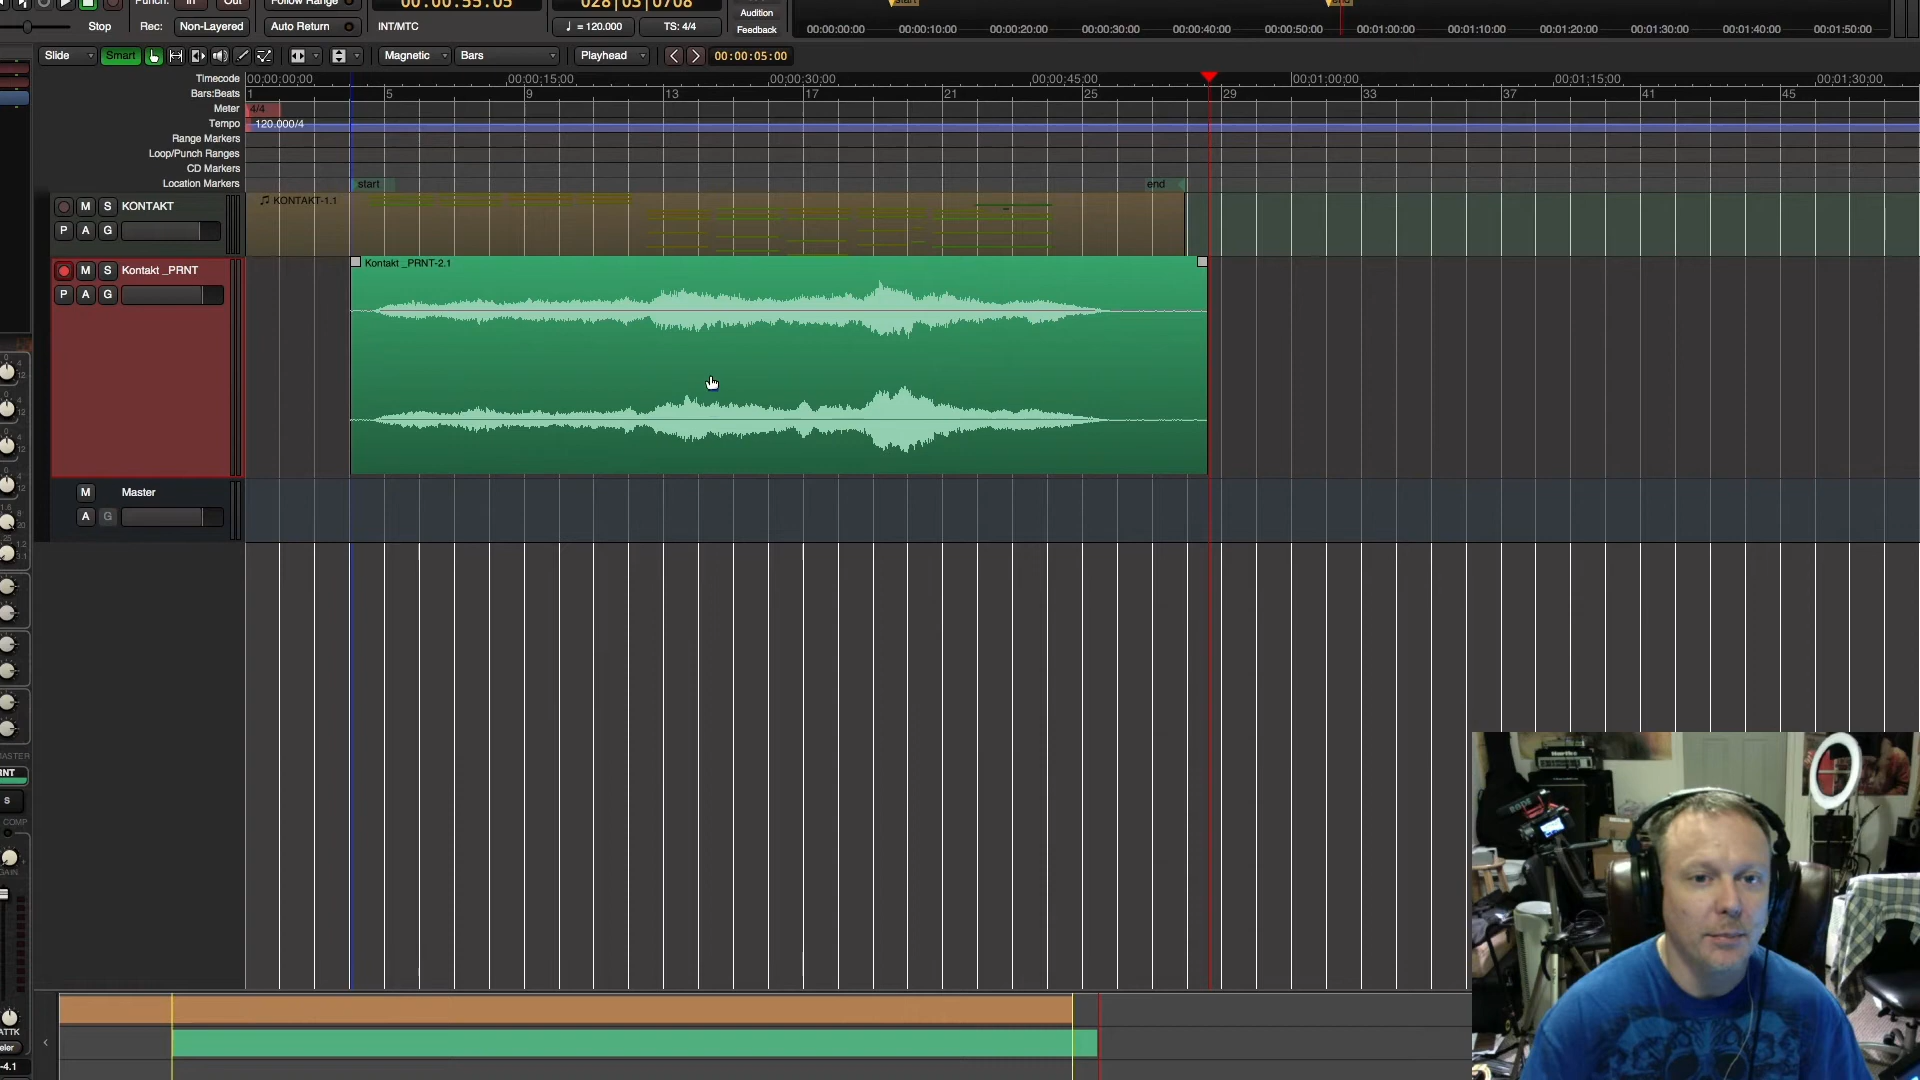 Punch: In Out Follow Range 00:00:55:05 028|03|0708 start end
Stop Rec: Non-Layered Auto Return INT/MTC ♩ = 120.000 TS: 4/4 Audition
Feedback 00:00:00:00 00:00:10:00 00:00:20:00 00:00:30:00 00:00:40:00 00:00:50:00 00:01:00:00 00:01:10:00 00:01:20:00 00:01:30:00 00:01:40:00 00:01:50:00
Slide Smart Magnetic Bars Playhead 00:00:05:00
Timecode 00:00:00:00 00:00:15:00 00:00:30:00 00:00:45:00 00:01:00:00 00:01:15:00 00:01:30:00
Bars:Beats 1 5 9 13 17 21 25 29 33 37 41 45
Meter 4/4
Tempo 120.000/4
Range Markers
Loop/Punch Ranges
CD Markers
Location Markers start end
M S KONTAKT KONTAKT-1.1
P A G
M S Kontakt _PRNT Kontakt _PRNT-2.1
P A G
M Master
A G
S
COMP
GAIN
ATTK
-4.1